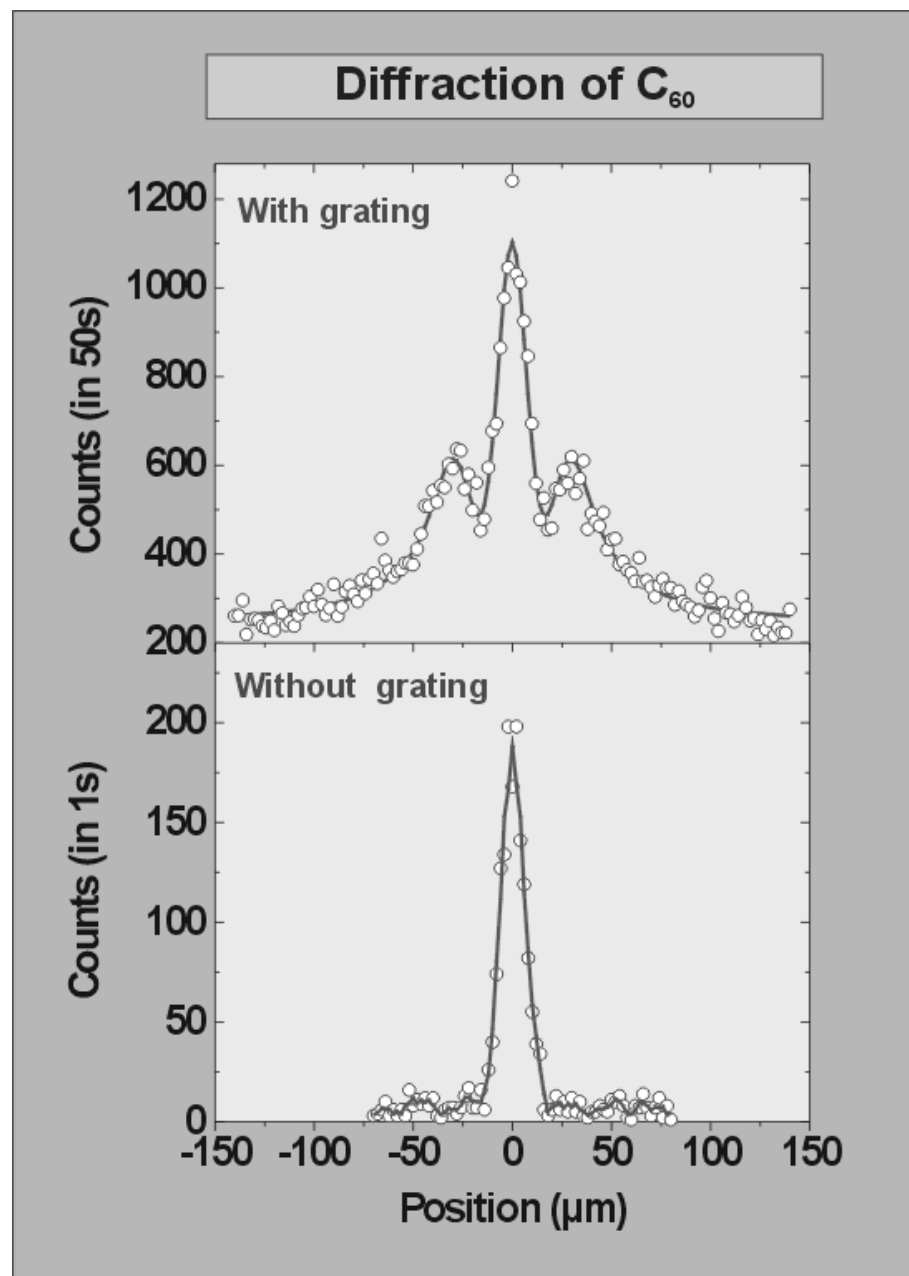 Diffraction of C₆₀
With grating
Counts (in 50s)
1200
1000
800
600
400
200
Without  grating
Counts (in 1s)
200
150
100
50
0
-150 -100 -50 0 50 100 150
Position (µm)